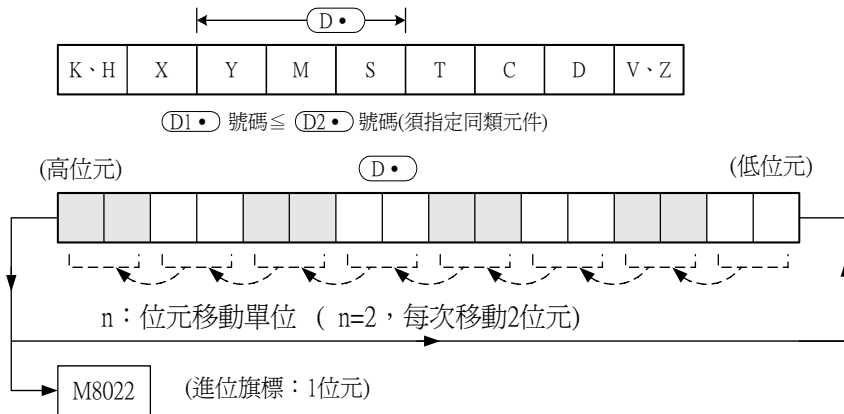 D•
K、H X Y M S T C D V、Z
D1• 號碼≦ D2• 號碼(須指定同類元件)
(高位元) D• (低位元)
n：位元移動單位 ( n=2，每次移動2位元)
M8022 (進位旗標：1位元)